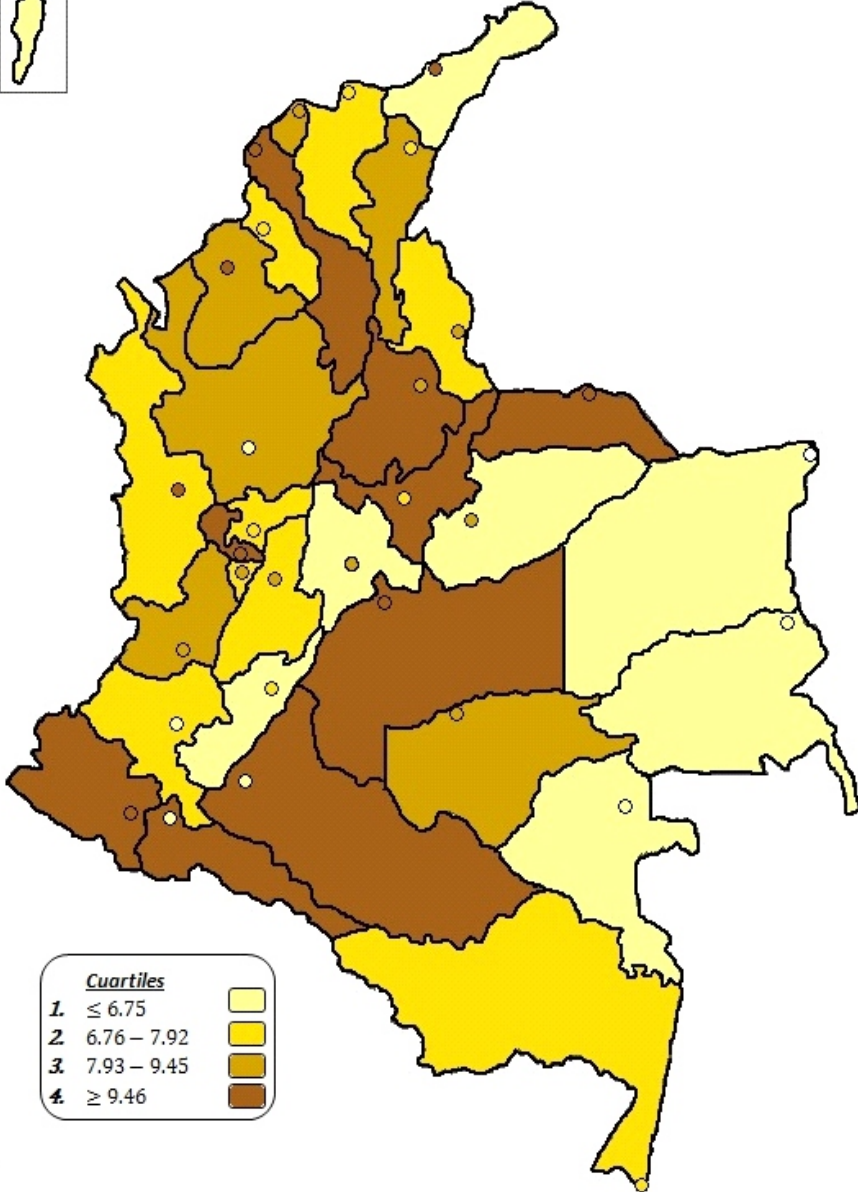 Cuartiles
1. ≤ 6.75
2. 6.76 – 7.92
3. 7.93 – 9.45
4. ≥ 9.46